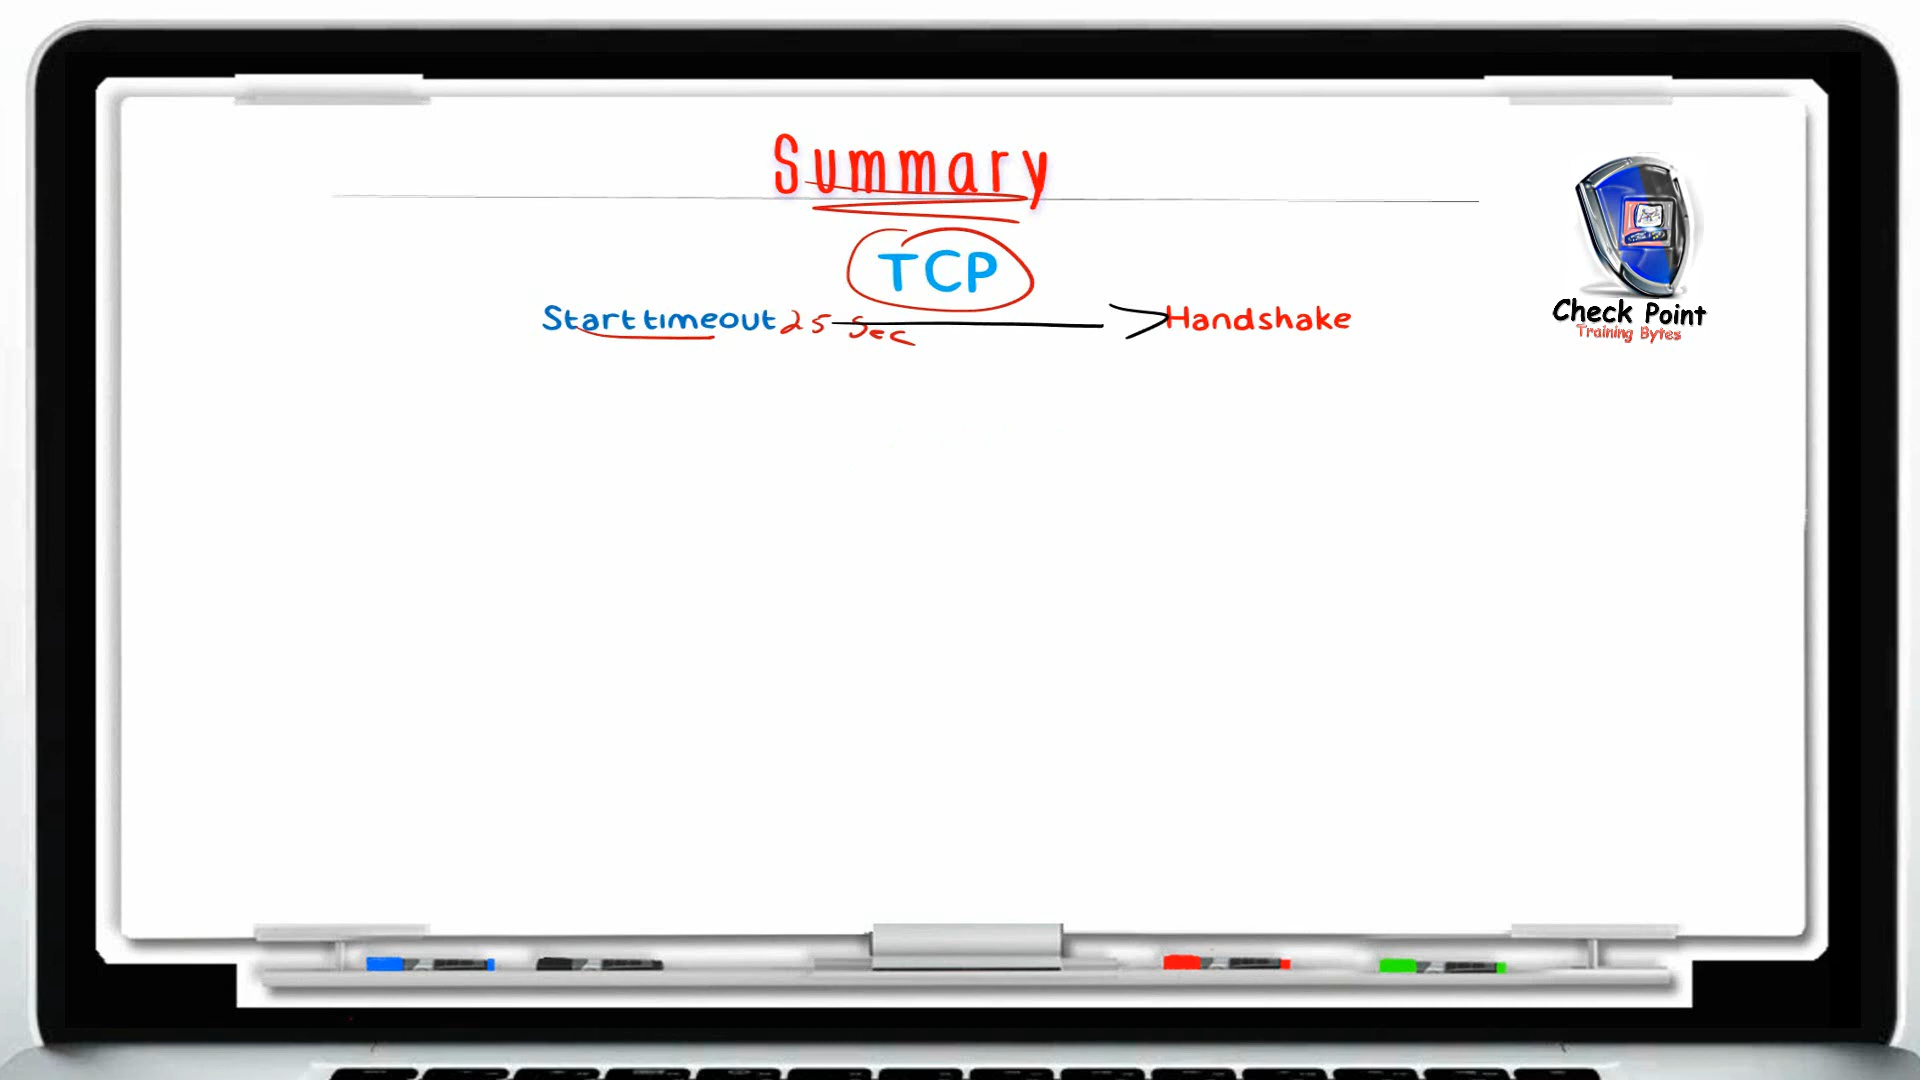 Summary
TCP
Start timeout 25 Sec Handshake
Check Point
Training Bytes